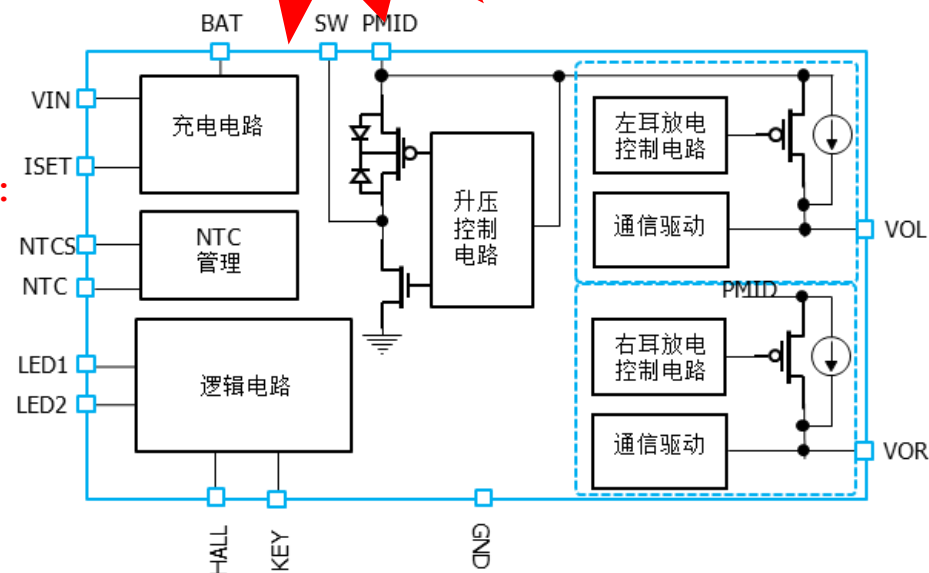 BAT
SW
PMID
VIN
ISET
:
充电电路
NTCS
NTC
NTC
管理
LED1
LED2
逻辑电路
升压
控制
电路
左耳放电
控制电路
通信驱动
VOL
PMID
右耳放电
控制电路
通信驱动
VOR
HALL
KEY
GND